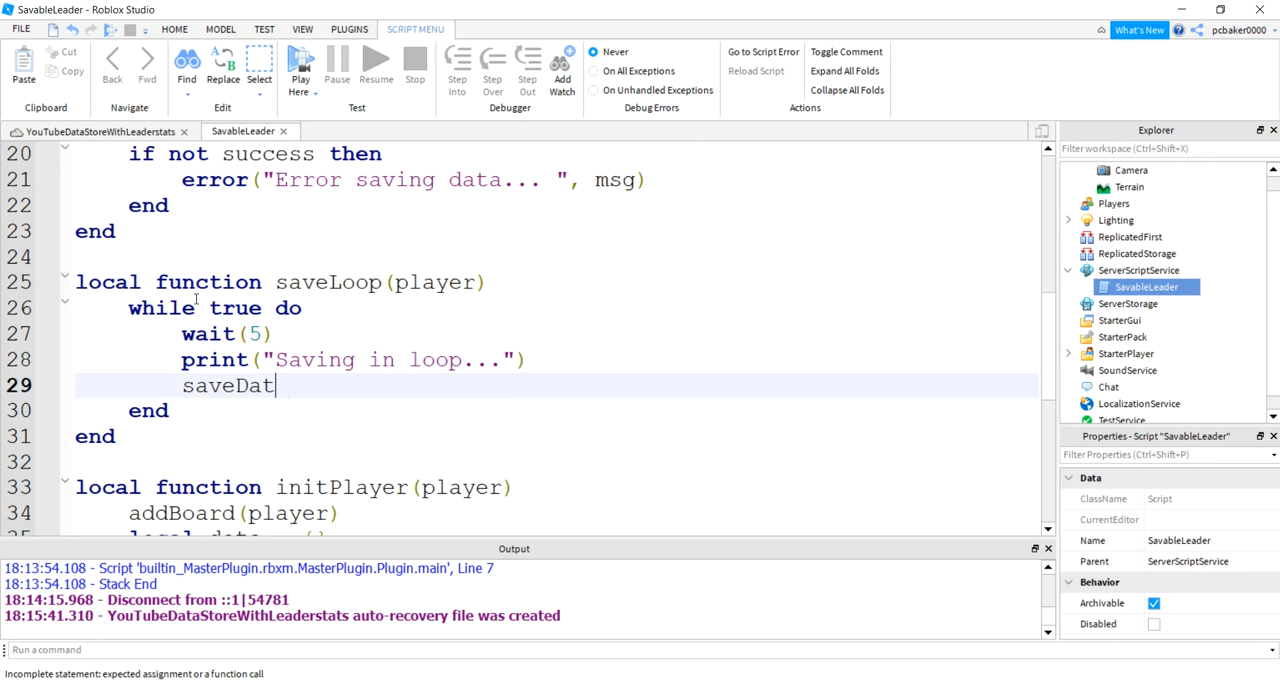 SavableLeader - Roblox Studio
FILE HOME MODEL TEST VIEW PLUGINS SCRIPT MENU What's New pcbaker0000
Paste Cut Copy Back Fwd Find Replace Select Play Here Pause Resume Stop Step Into Step Over Step Out Add Watch Never On All Exceptions On Unhandled Exceptions Go to Script Error Reload Script Toggle Comment Expand All Folds Collapse All Folds
Clipboard Navigate Edit Test Debugger Debug Errors Actions
YouTubeDataStoreWithLeaderstats SavableLeader
20 if not success then
21 error("Error saving data... ", msg)
22 end
23 end
24
25 local function saveLoop(player)
26 while true do
27 wait(5)
28 print("Saving in loop...")
29 saveDat
30 end
31 end
32
33 local function initPlayer(player)
34 addBoard(player)
Explorer
Filter workspace (Ctrl+Shift+X)
Camera
Terrain
Players
Lighting
ReplicatedFirst
ReplicatedStorage
ServerScriptService
SavableLeader
ServerStorage
StarterGui
StarterPack
StarterPlayer
SoundService
Chat
LocalizationService
TestService
Properties - Script "SavableLeader"
Filter Properties (Ctrl+Shift+P)
Data
ClassName Script
CurrentEditor
Name SavableLeader
Parent ServerScriptService
Behavior
Archivable
Disabled
Output
18:13:54.108 - Script 'builtin_MasterPlugin.rbxm.MasterPlugin.Plugin.main', Line 7
18:13:54.108 - Stack End
18:14:15.968 - Disconnect from ::1|54781
18:15:41.310 - YouTubeDataStoreWithLeaderstats auto-recovery file was created
Run a command
Incomplete statement: expected assignment or a function call